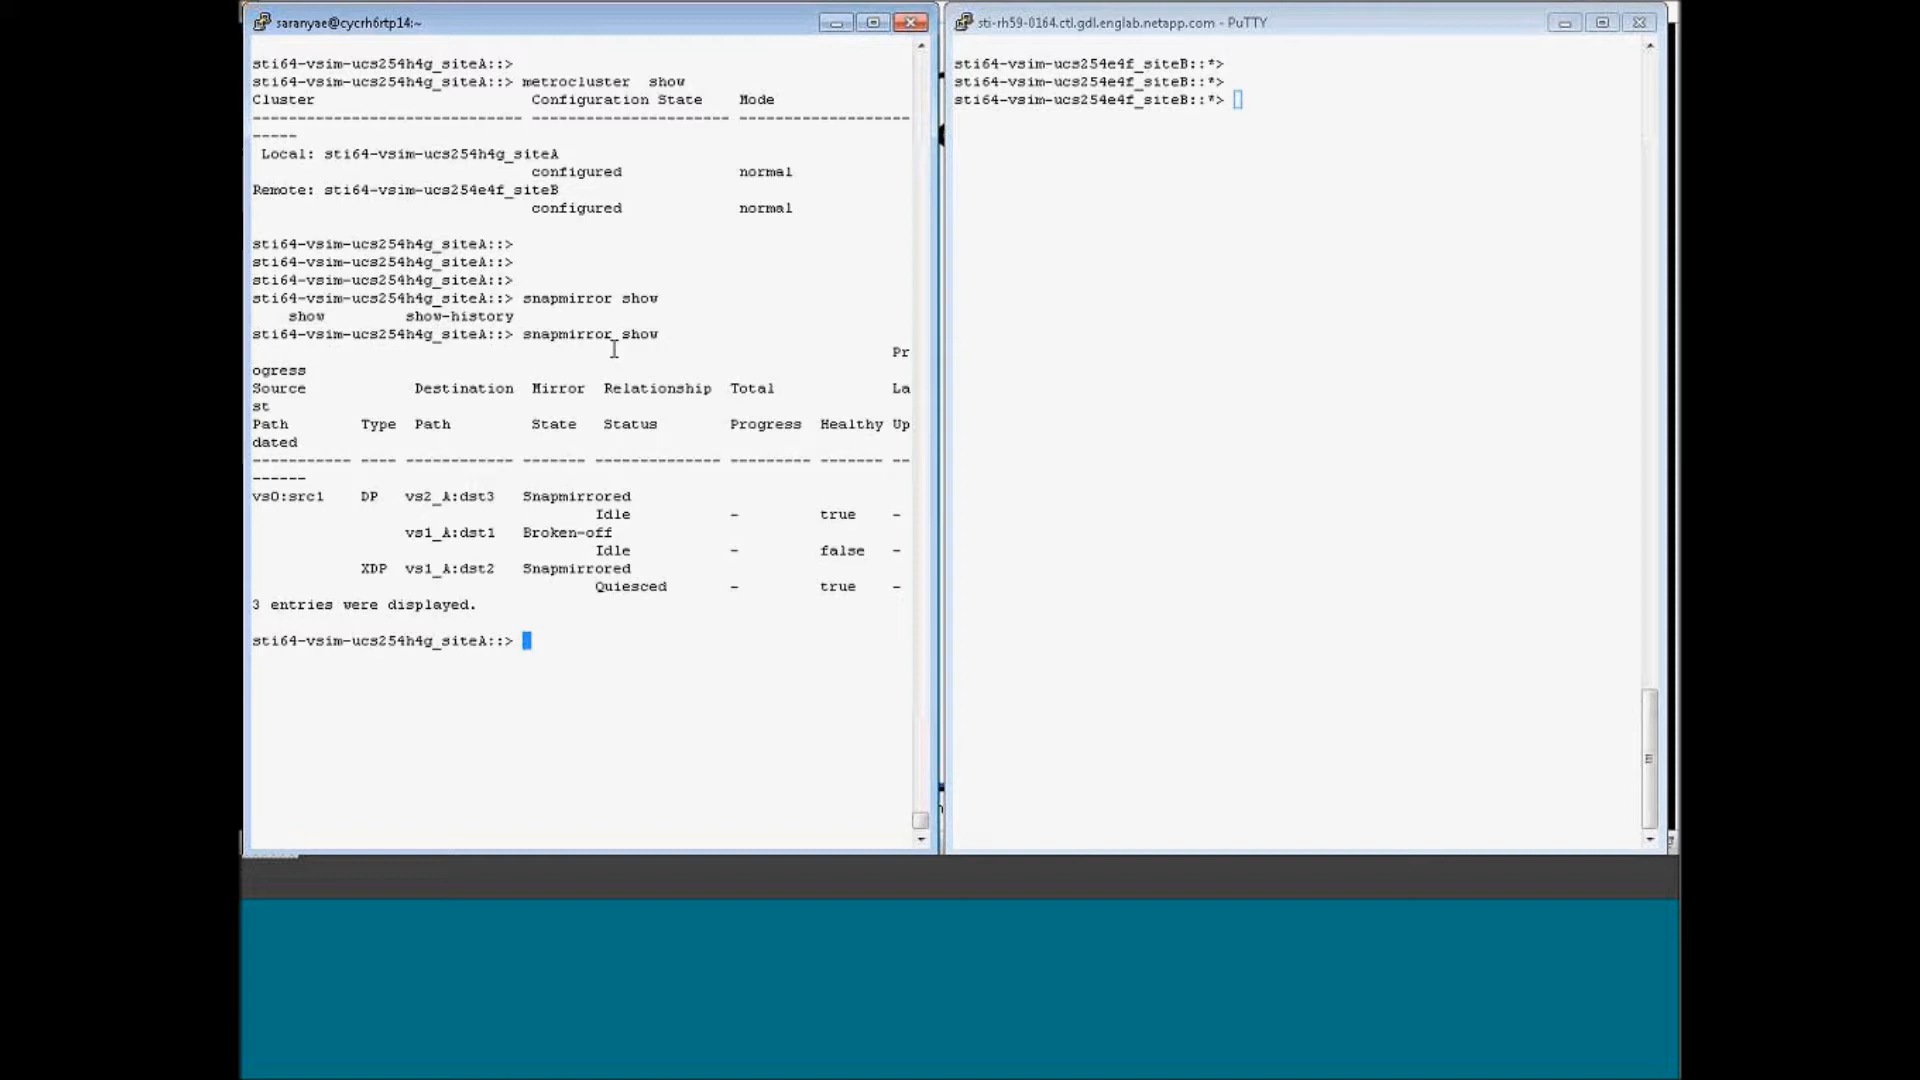 saranyae@cycrh6rtp14:~
sti64-vsim-ucs254h4g_siteA::>
sti64-vsim-ucs254h4g_siteA::> metrocluster  show
Cluster                        Configuration State    Mode
------------------------------ ---------------------- -------------------
-----
 Local: sti64-vsim-ucs254h4g_siteA
                               configured             normal
Remote: sti64-vsim-ucs254e4f_siteB
                               configured             normal
sti64-vsim-ucs254h4g_siteA::>
sti64-vsim-ucs254h4g_siteA::>
sti64-vsim-ucs254h4g_siteA::>
sti64-vsim-ucs254h4g_siteA::> snapmirror show
    show         show-history
sti64-vsim-ucs254h4g_siteA::> snapmirror show
                                                                       Pr
ogress
Source            Destination  Mirror  Relationship  Total             La
st
Path        Type  Path         State   Status        Progress  Healthy Up
dated
----------- ---- ------------ ------- -------------- --------- ------- --
------
vs0:src1    DP   vs2_A:dst3   Snapmirrored
                                      Idle           -         true    -
                 vs1_A:dst1   Broken-off
                                      Idle           -         false   -
            XDP  vs1_A:dst2   Snapmirrored
                                      Quiesced       -         true    -
3 entries were displayed.
sti64-vsim-ucs254h4g_siteA::>
sti-rh59-0164.ctl.gdl.englab.netapp.com - PuTTY
sti64-vsim-ucs254e4f_siteB::*>
sti64-vsim-ucs254e4f_siteB::*>
sti64-vsim-ucs254e4f_siteB::*>